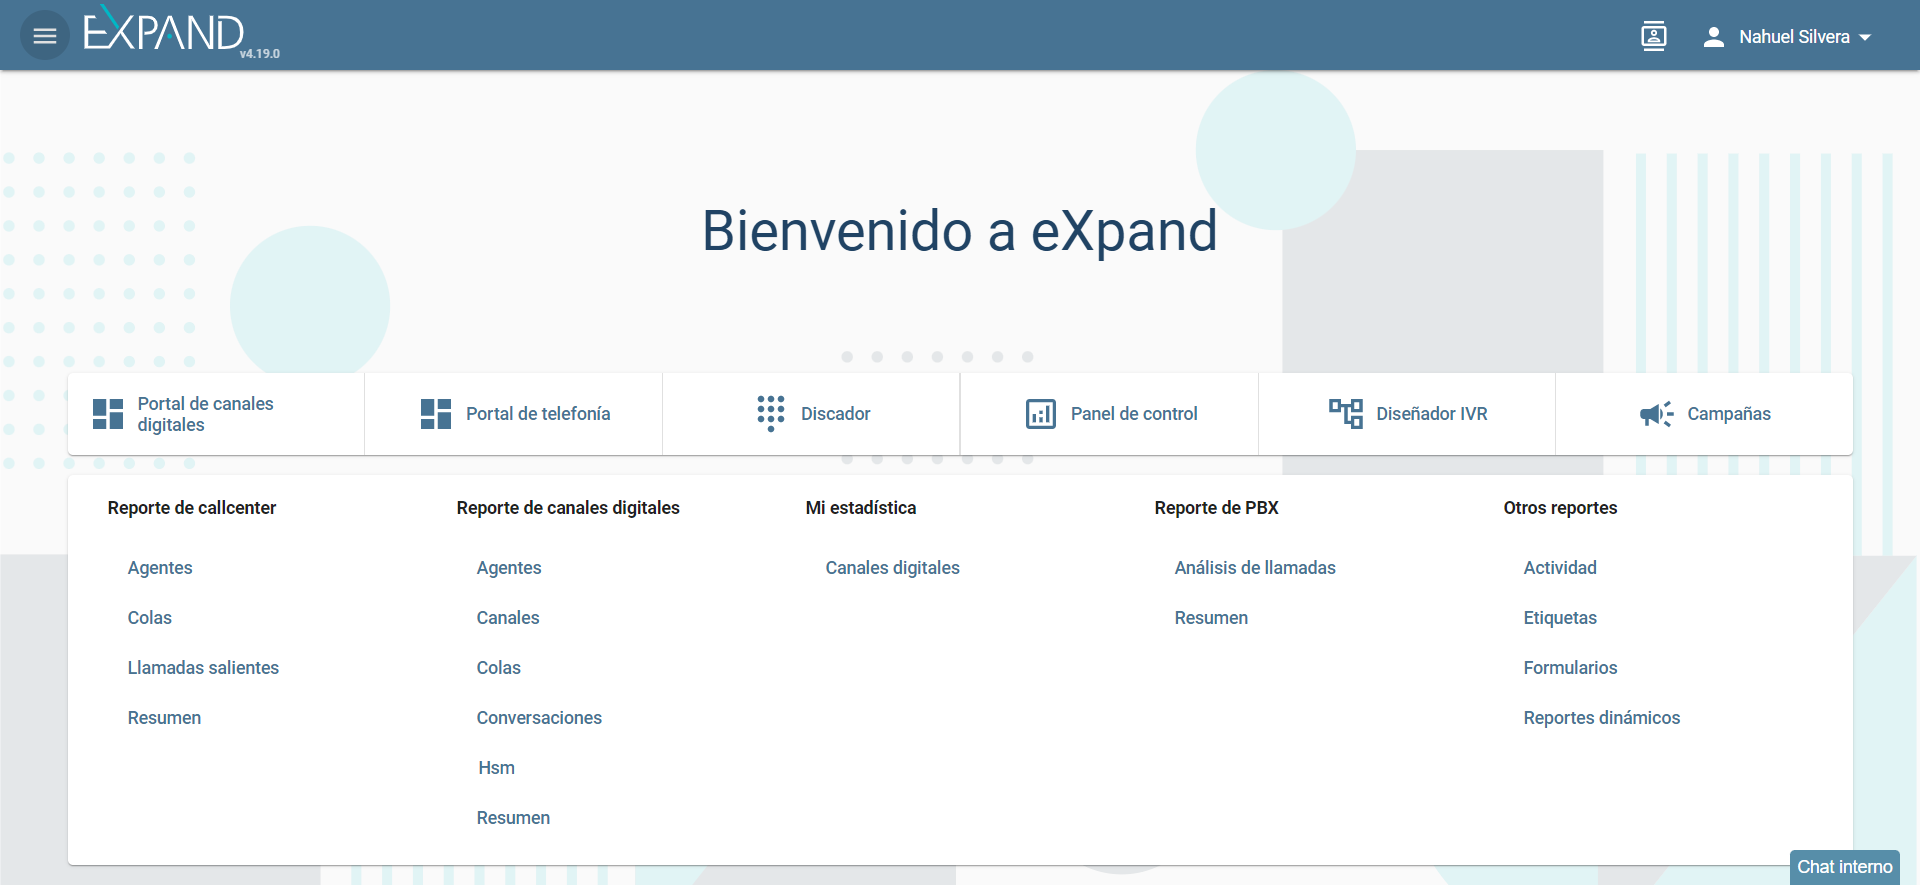 EXPAND
v4.19.0
Nahuel Silvera
Bienvenido a eXpand
Portal de canales
digitales
Portal de telefonía
Discador
Panel de control
Diseñador IVR
Campañas
Reporte de callcenter
Agentes
Colas
Llamadas salientes
Resumen
Reporte de canales digitales
Agentes
Canales
Colas
Conversaciones
Hsm
Resumen
Mi estadística
Canales digitales
Reporte de PBX
Análisis de llamadas
Resumen
Otros reportes
Actividad
Etiquetas
Formularios
Reportes dinámicos
Chat interno